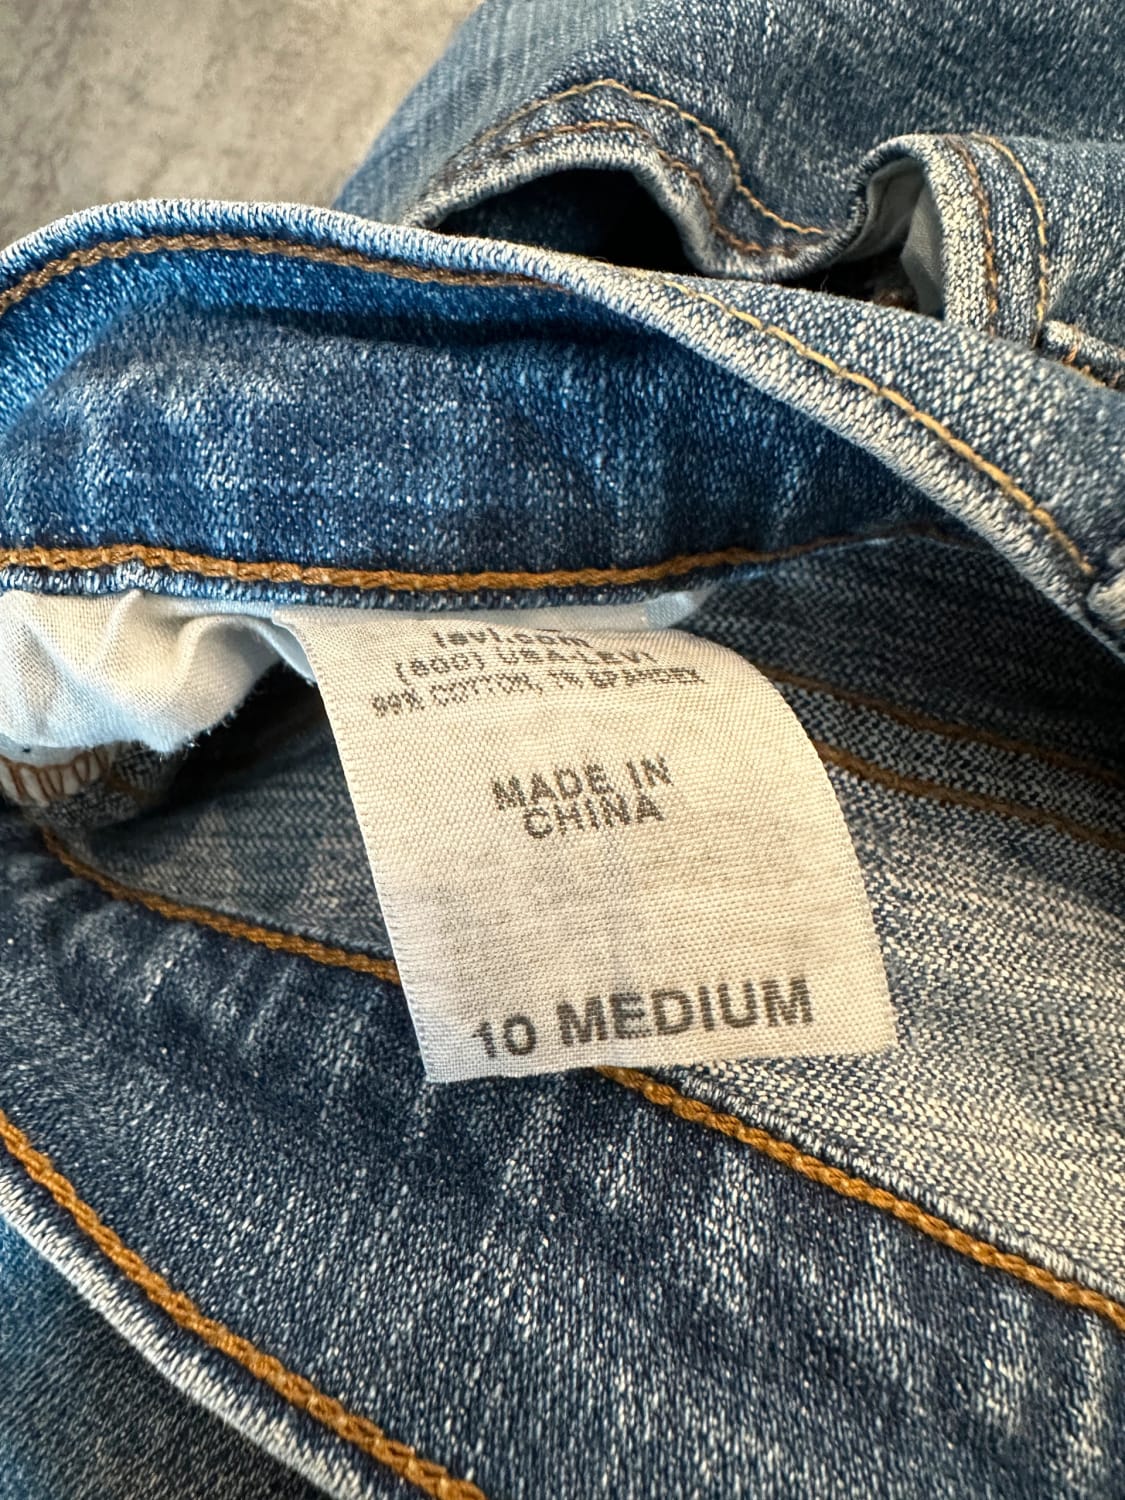 levi.com
(800) USA-LEVI
99% COTTON, 1% SPANDEX
MADE IN
CHINA
10 MEDIUM